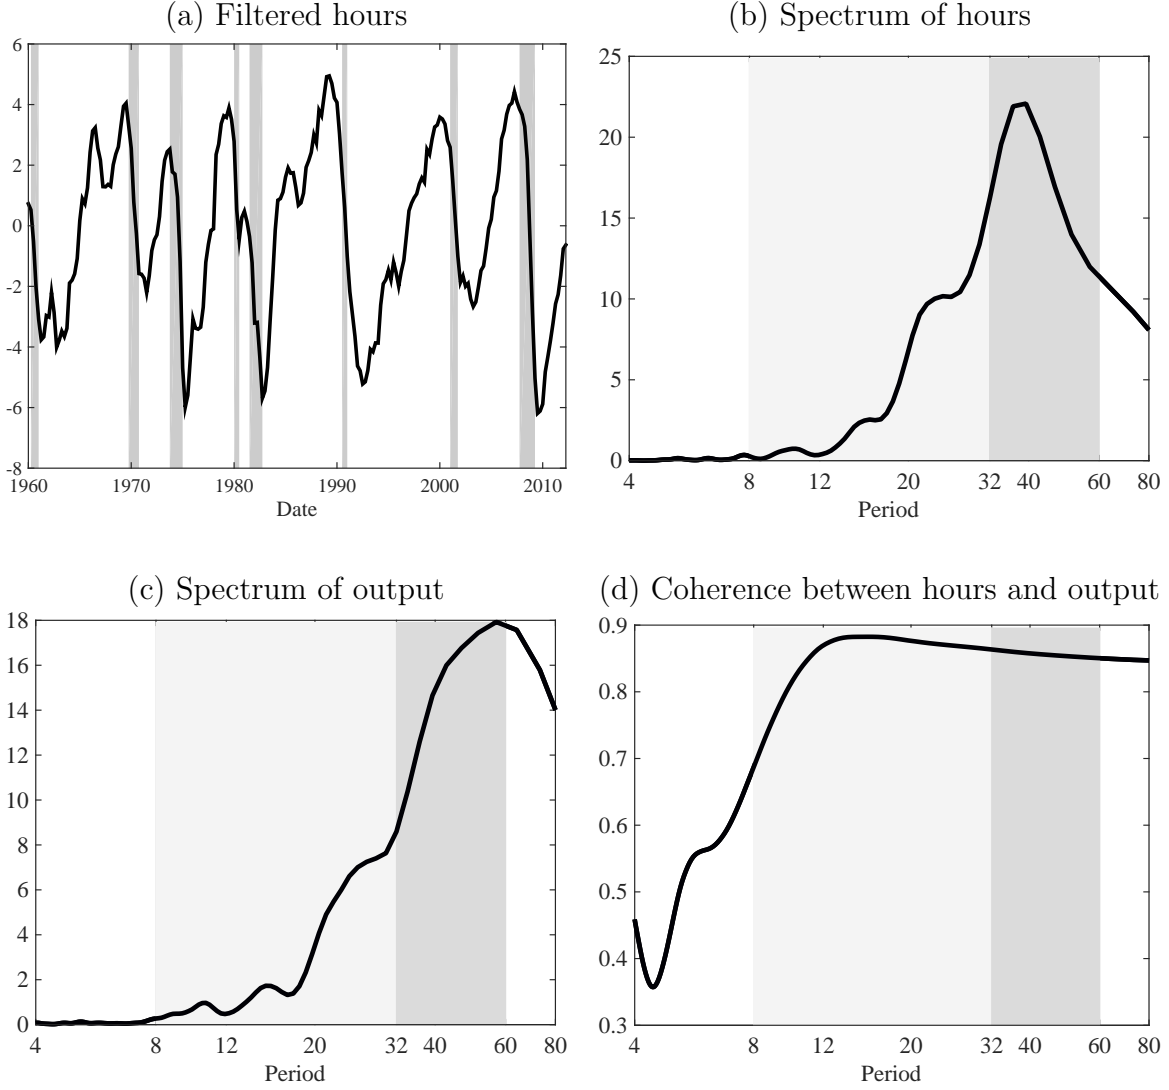 (a) Filtered hours
6
4
2
0
-2
-4
-6
-8
1960 1970 1980 1990 2000 2010
Date
(b) Spectrum of hours
25
20
15
10
5
0
4 8 12 20 32 40 60 80
Period
(c) Spectrum of output
18
16
14
12
10
8
6
4
2
0
4 8 12 20 32 40 60 80
Period
(d) Coherence between hours and output
0.9
0.8
0.7
0.6
0.5
0.4
0.3
4 8 12 20 32 40 60 80
Period